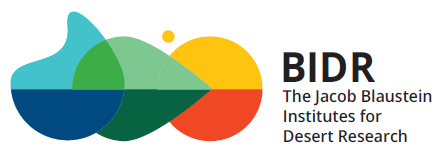 BIDR
The Jacob Blaustein
Institutes for
Desert Research